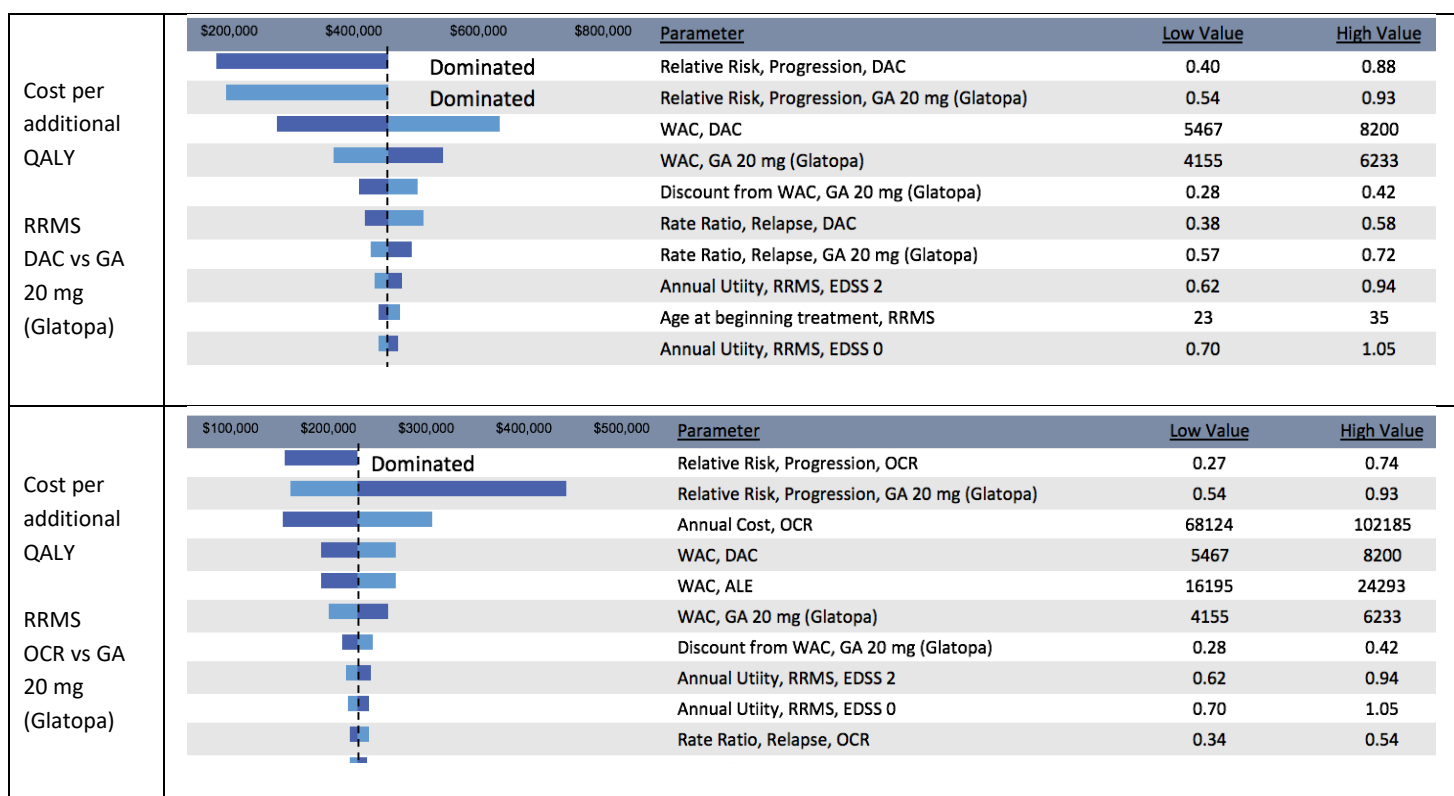 Cost per
additional
QALY
RRMS
DAC vs GA
20 mg
(Glatopa)
$200,000 $400,000 $600,000 $800,000 Parameter Low Value High Value
Dominated Relative Risk, Progression, DAC 0.40 0.88
Dominated Relative Risk, Progression, GA 20 mg (Glatopa) 0.54 0.93
WAC, DAC 5467 8200
WAC, GA 20 mg (Glatopa) 4155 6233
Discount from WAC, GA 20 mg (Glatopa) 0.28 0.42
Rate Ratio, Relapse, DAC 0.38 0.58
Rate Ratio, Relapse, GA 20 mg (Glatopa) 0.57 0.72
Annual Utiity, RRMS, EDSS 2 0.62 0.94
Age at beginning treatment, RRMS 23 35
Annual Utiity, RRMS, EDSS 0 0.70 1.05
Cost per
additional
QALY
RRMS
OCR vs GA
20 mg
(Glatopa)
$100,000 $200,000 $300,000 $400,000 $500,000 Parameter Low Value High Value
Dominated Relative Risk, Progression, OCR 0.27 0.74
Relative Risk, Progression, GA 20 mg (Glatopa) 0.54 0.93
Annual Cost, OCR 68124 102185
WAC, DAC 5467 8200
WAC, ALE 16195 24293
WAC, GA 20 mg (Glatopa) 4155 6233
Discount from WAC, GA 20 mg (Glatopa) 0.28 0.42
Annual Utiity, RRMS, EDSS 2 0.62 0.94
Annual Utiity, RRMS, EDSS 0 0.70 1.05
Rate Ratio, Relapse, OCR 0.34 0.54